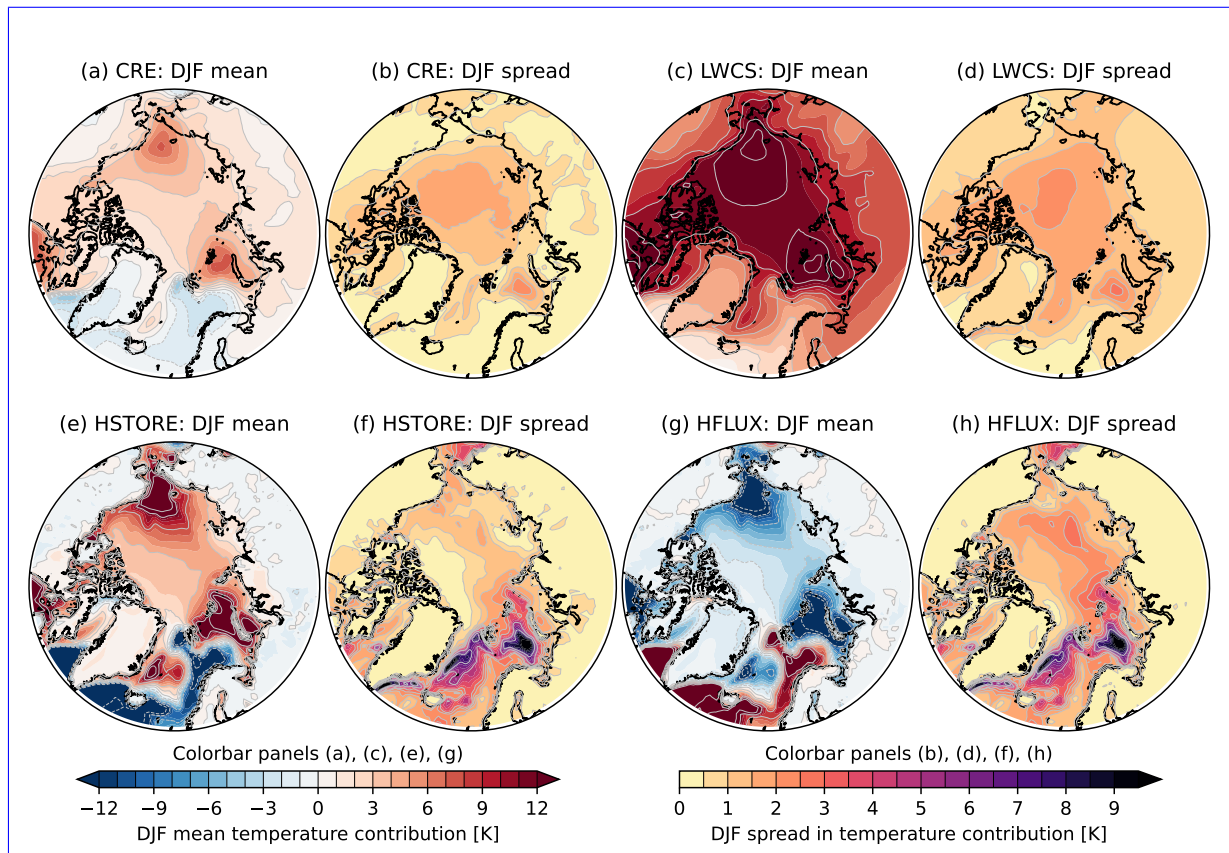 (a) CRE: DJF mean
(b) CRE: DJF spread
(c) LWCS: DJF mean
(d) LWCS: DJF spread
(e) HSTORE: DJF mean
(f) HSTORE: DJF spread
(g) HFLUX: DJF mean
(h) HFLUX: DJF spread
Colorbar panels (a), (c), (e), (g)
−12 −9 −6 −3 0 3 6 9 12
DJF mean temperature contribution [K]
Colorbar panels (b), (d), (f), (h)
0 1 2 3 4 5 6 7 8 9
DJF spread in temperature contribution [K]